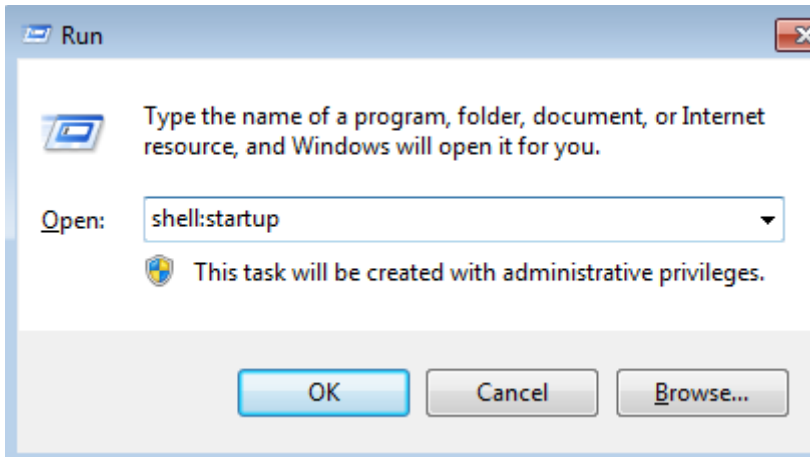 Run
Type the name of a program, folder, document, or Internet
resource, and Windows will open it for you.
Open:
shell:startup
This task will be created with administrative privileges.
OK
Cancel
Browse...